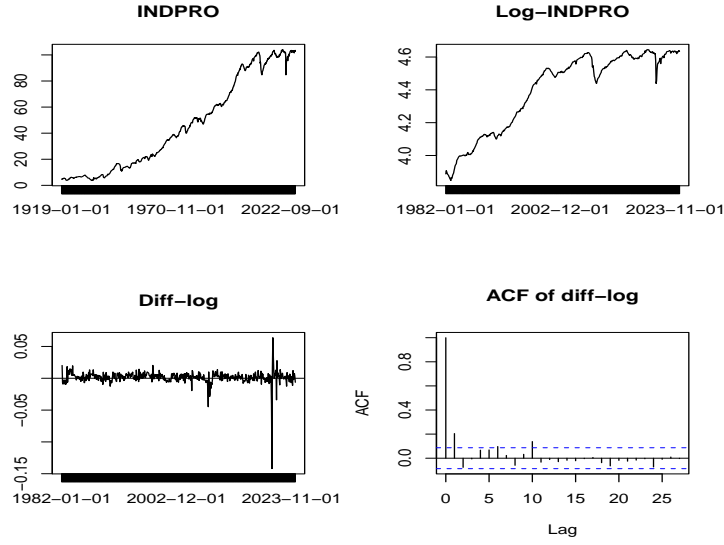 INDPRO
0 20 40 60 80
1919−01−01 1970−11−01 2022−09−01
Log−INDPRO
4.0 4.2 4.4 4.6
1982−01−01 2002−12−01 2023−11−01
Diff−log
−0.15 −0.05 0.05
1982−01−01 2002−12−01 2023−11−01
ACF of diff−log
ACF
0.0 0.4 0.8
0 5 10 15 20 25
Lag